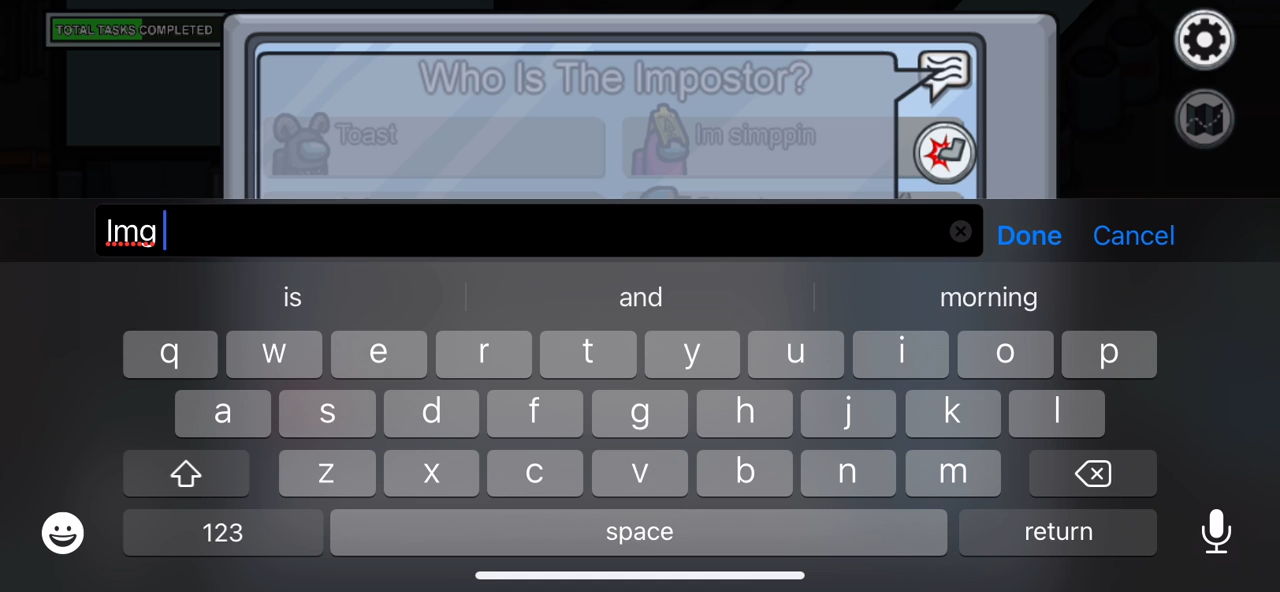 TOTAL TASKS COMPLETED
Who Is The Impostor?
Toast
Im simppin
Img
Done
Cancel
is
and
morning
q w e r t y u i o p
a s d f g h j k l
z x c v b n m
123
space
return